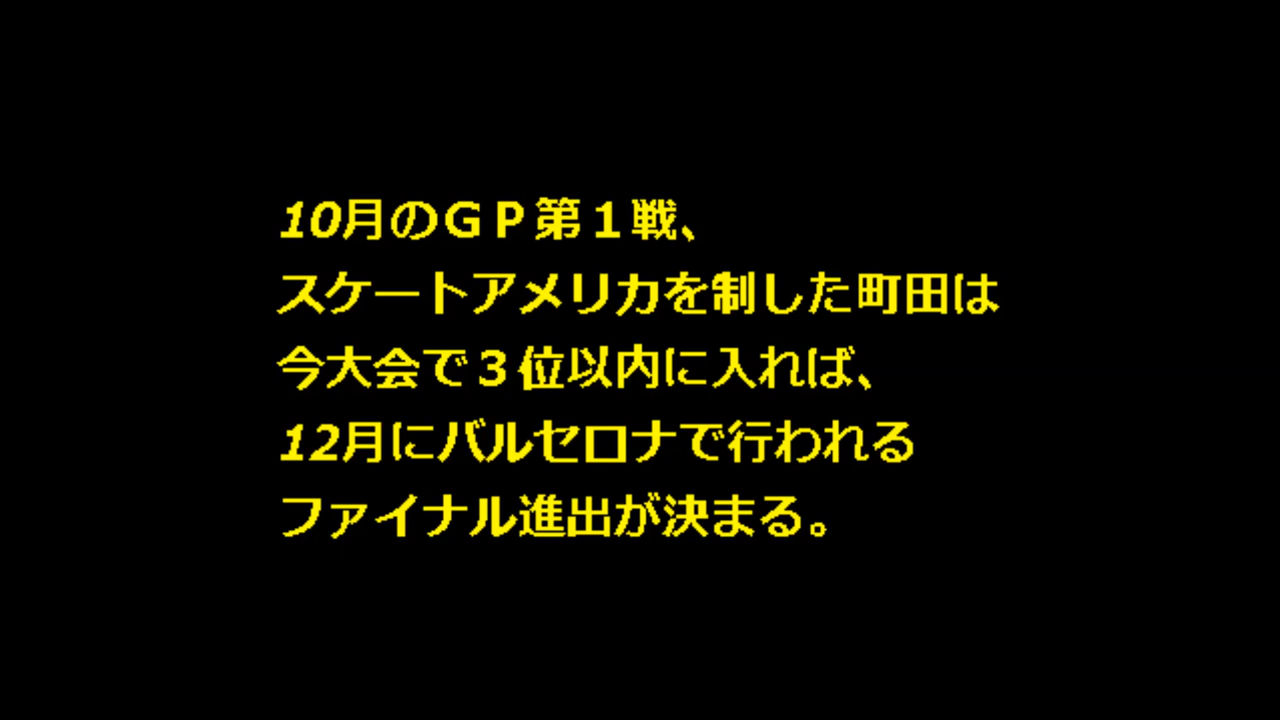 10月のＧＰ第１戦、
スケートアメリカを制した町田は
今大会で３位以内に入れば、
12月にバルセロナで行われる
ファイナル進出が決まる。